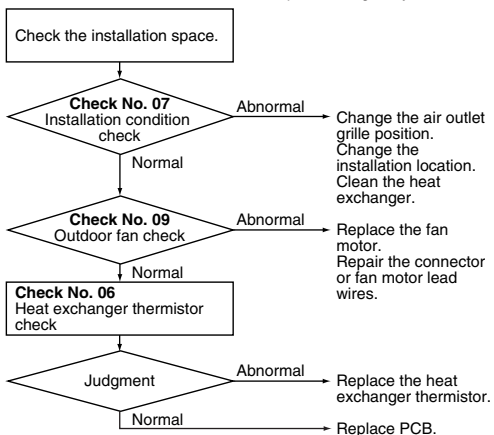 Check the installation space.
Check No. 07
Installation condition
check
Abnormal
Change the air outlet
grille position.
Change the
installation location.
Clean the heat
exchanger.
Normal
Check No. 09
Outdoor fan check
Abnormal
Replace the fan
motor.
Repair the connector
or fan motor lead
wires.
Normal
Check No. 06
Heat exchanger thermistor
check
Judgment
Abnormal
Replace the heat
exchanger thermistor.
Normal
Replace PCB.